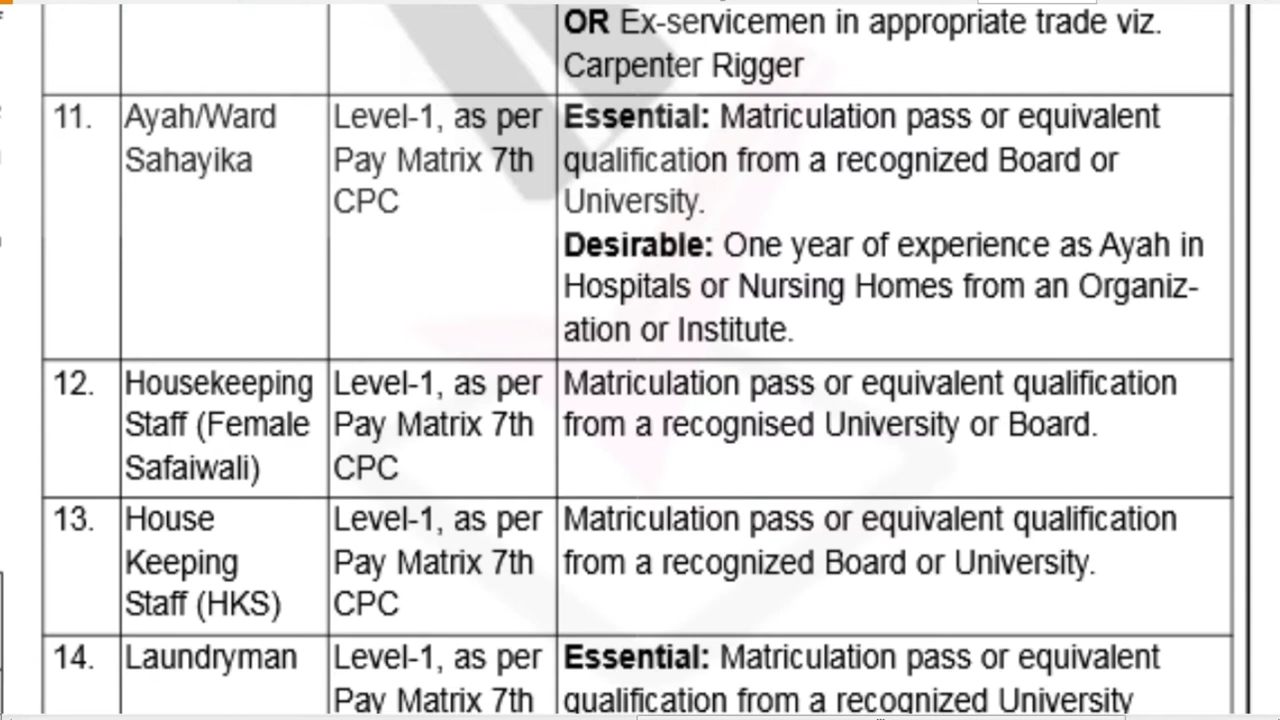 OR Ex-servicemen in appropriate trade viz.
Carpenter Rigger
11.
Ayah/Ward
Sahayika
Level-1, as per
Pay Matrix 7th
CPC
Essential: Matriculation pass or equivalent
qualification from a recognized Board or
University.
Desirable: One year of experience as Ayah in
Hospitals or Nursing Homes from an Organiz-
ation or Institute.
12.
Housekeeping
Staff (Female
Safaiwali)
Level-1, as per
Pay Matrix 7th
CPC
Matriculation pass or equivalent qualification
from a recognised University or Board.
13.
House
Keeping
Staff (HKS)
Level-1, as per
Pay Matrix 7th
CPC
Matriculation pass or equivalent qualification
from a recognized Board or University.
14.
Laundryman
Level-1, as per
Pay Matrix 7th
Essential: Matriculation pass or equivalent
qualification from a recognized University